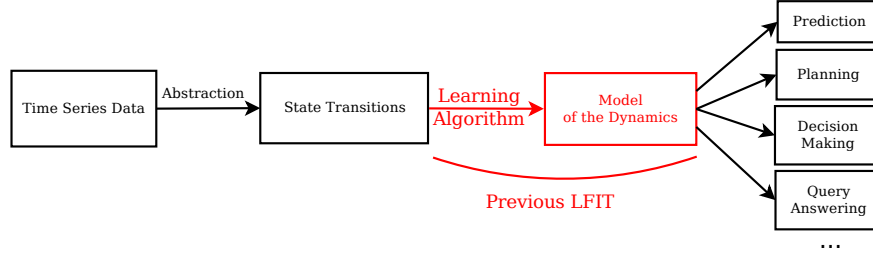 Time Series Data
Abstraction
State Transitions
Learning
Algorithm
Model
of the Dynamics
Previous LFIT
Prediction
Planning
Decision
Making
Query
Answering
...